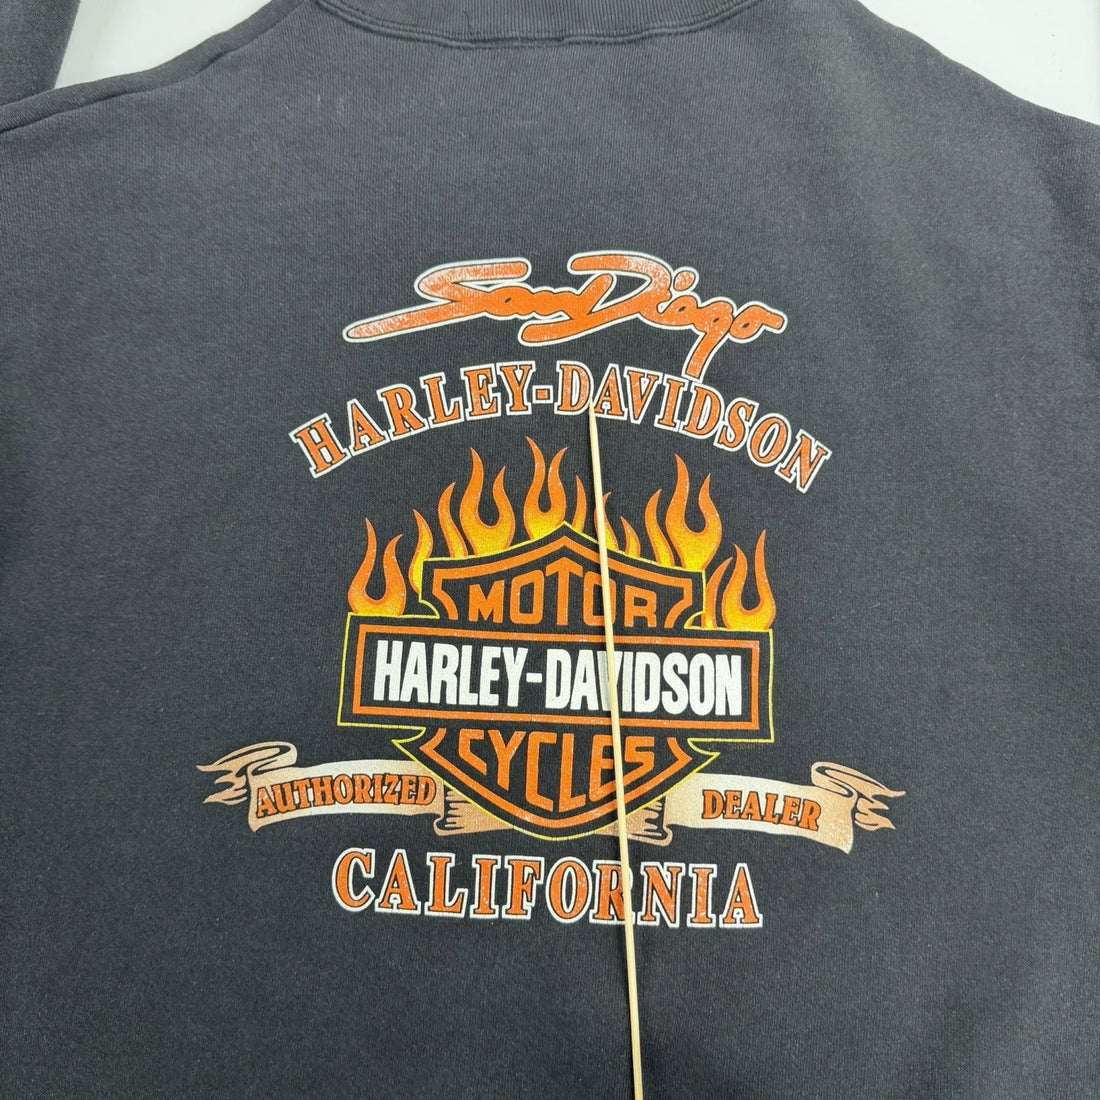 San Diego
HARLEY-DAVIDSON
MOTOR
HARLEY-DAVIDSON
CYCLES
AUTHORIZED DEALER
CALIFORNIA